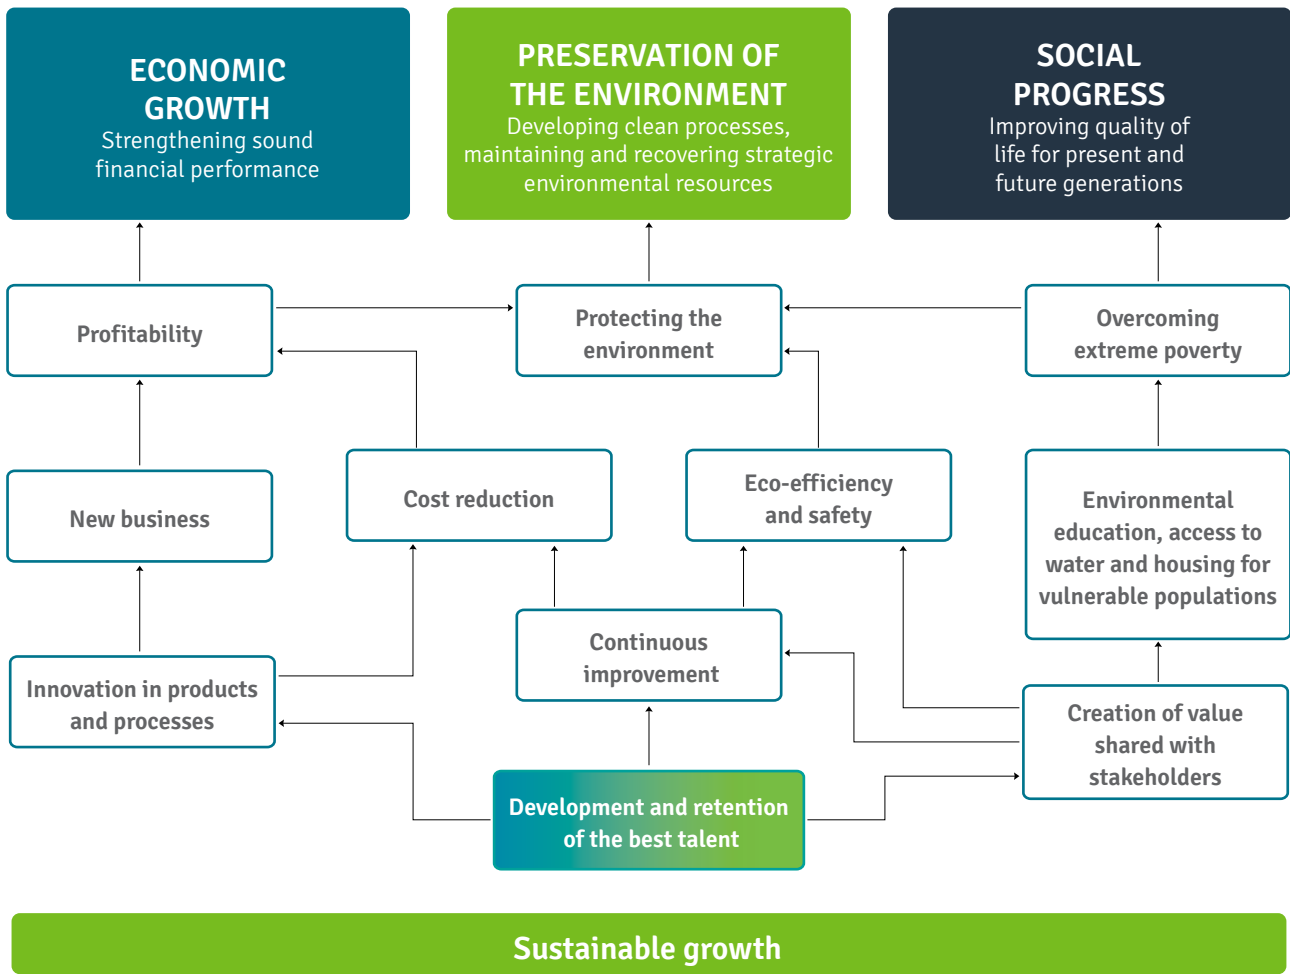 ECONOMIC
GROWTH
Strengthening sound
financial performance
PRESERVATION OF
THE ENVIRONMENT
Developing clean processes,
maintaining and recovering strategic
environmental resources
SOCIAL
PROGRESS
Improving quality of
life for present and
future generations
Profitability
Protecting the
environment
Overcoming
extreme poverty
New business
Cost reduction
Eco-efficiency
and safety
Environmental
education, access to
water and housing for
vulnerable populations
Innovation in products
and processes
Continuous
improvement
Creation of value
shared with
stakeholders
Development and retention
of the best talent
Sustainable growth